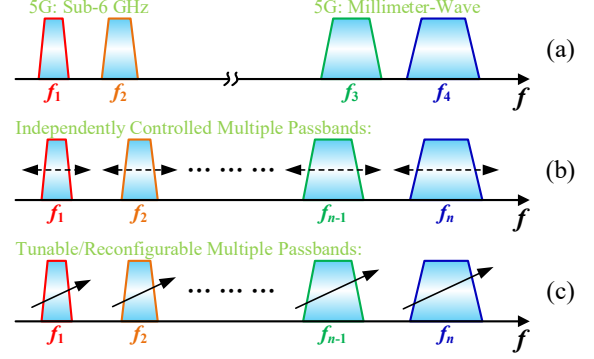 5G: Sub-6 GHz 5G: Millimeter-Wave
(a)
f1 f2 f3 f4 f
Independently Controlled Multiple Passbands:
... ... ... (b)
f1 f2 fn-1 fn f
Tunable/Reconfigurable Multiple Passbands:
... ... ... (c)
f1 f2 fn-1 fn f